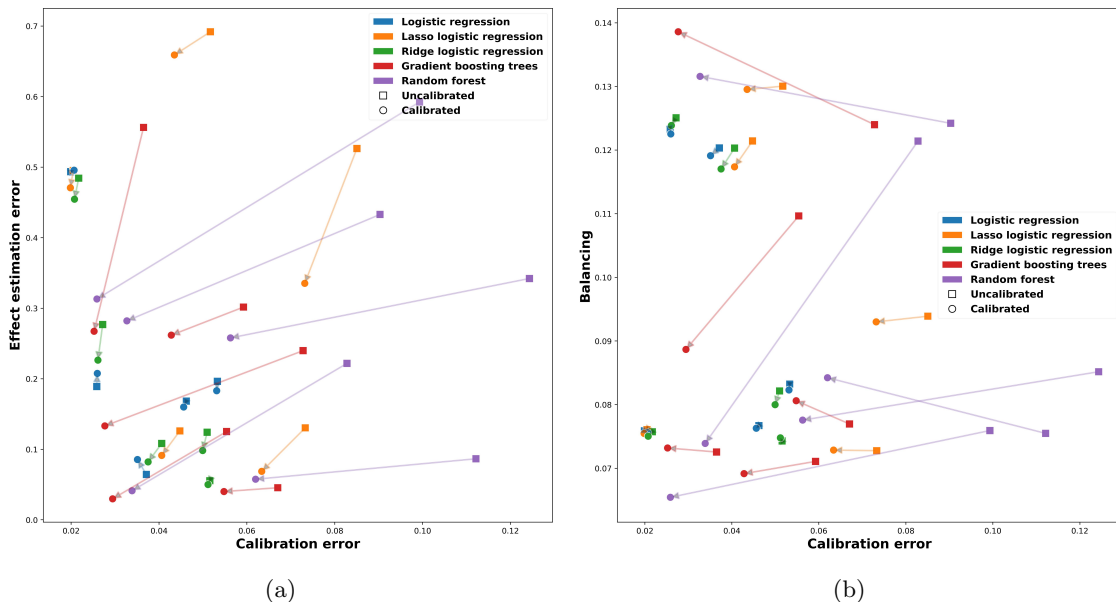 0.7
0.6
0.5
0.4
0.3
0.2
0.1
0.0
Effect estimation error
Logistic regression
Lasso logistic regression
Ridge logistic regression
Gradient boosting trees
Random forest
Uncalibrated
Calibrated
0.02 0.04 0.06 0.08 0.10 0.12
Calibration error
(a)
0.14
0.13
0.12
0.11
0.10
0.09
0.08
0.07
Balancing
Logistic regression
Lasso logistic regression
Ridge logistic regression
Gradient boosting trees
Random forest
Uncalibrated
Calibrated
0.02 0.04 0.06 0.08 0.10 0.12
Calibration error
(b)